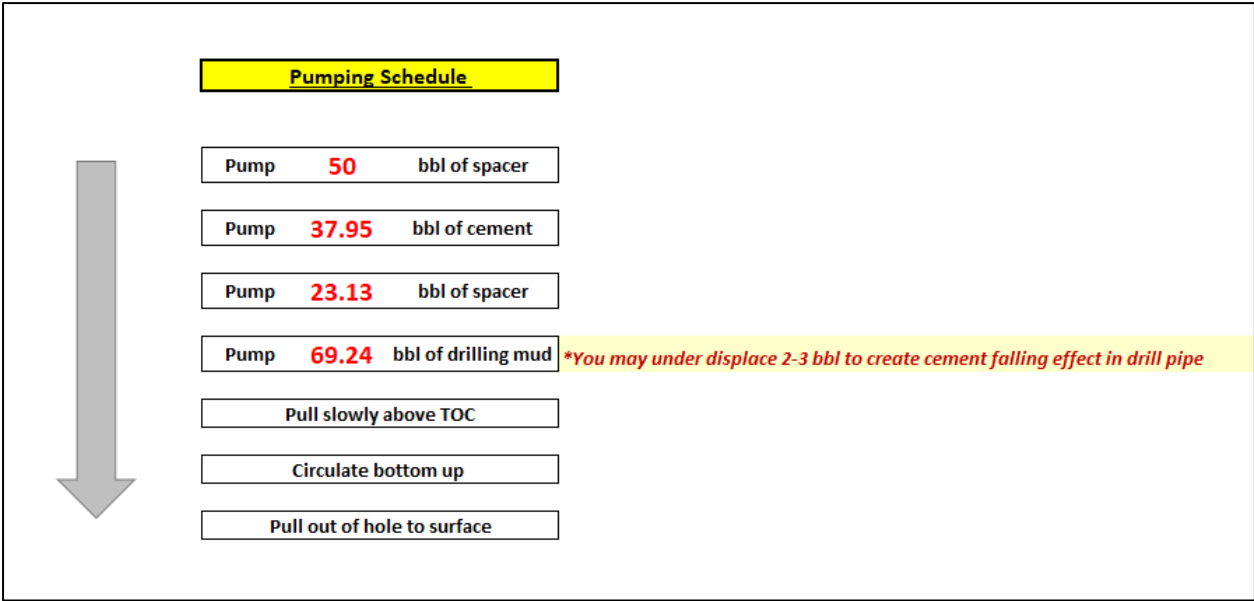 Pumping Schedule
Pump 50 bbl of spacer
Pump 37.95 bbl of cement
Pump 23.13 bbl of spacer
Pump 69.24 bbl of drilling mud *You may under displace 2-3 bbl to create cement falling effect in drill pipe
Pull slowly above TOC
Circulate bottom up
Pull out of hole to surface